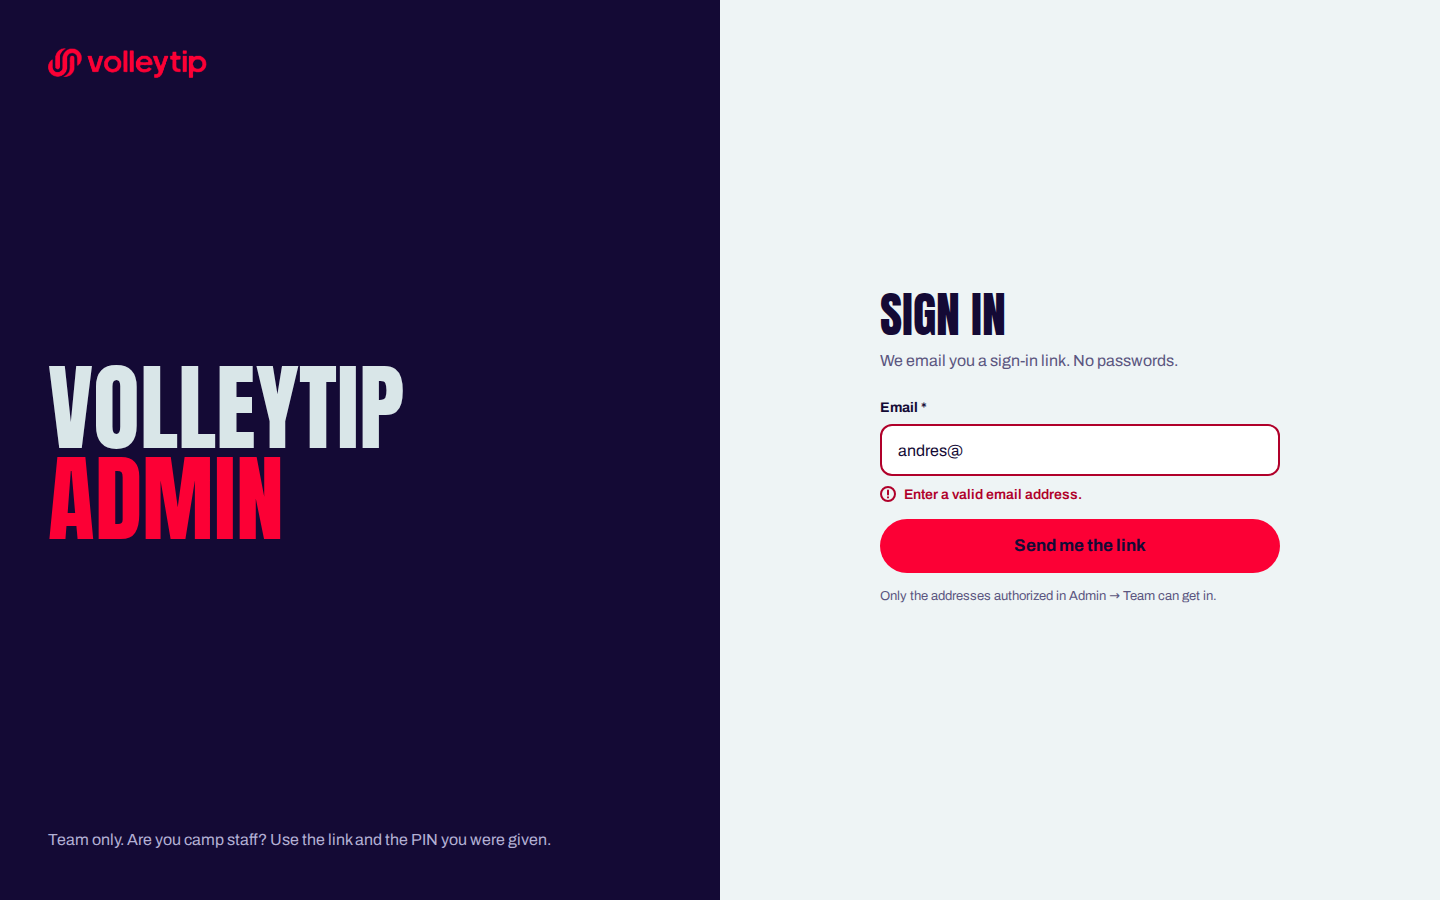 volleytip
VOLLEYTIP
ADMIN
Team only. Are you camp staff? Use the link and the PIN you were given.
SIGN IN
We email you a sign-in link. No passwords.
Email *
andres@
Enter a valid email address.
Send me the link
Only the addresses authorized in Admin → Team can get in.